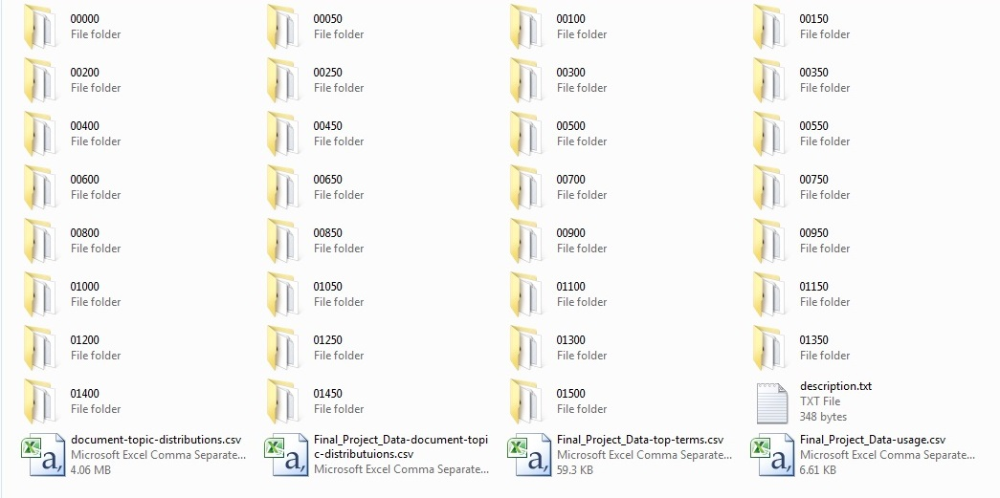 00000
File folder
00050
File folder
00100
File folder
00150
File folder
00200
File folder
00250
File folder
00300
File folder
00350
File folder
00400
File folder
00450
File folder
00500
File folder
00550
File folder
00600
File folder
00650
File folder
00700
File folder
00750
File folder
00800
File folder
00850
File folder
00900
File folder
00950
File folder
01000
File folder
01050
File folder
01100
File folder
01150
File folder
01200
File folder
01250
File folder
01300
File folder
01350
File folder
01400
File folder
01450
File folder
01500
File folder
description.txt
TXT File
348 bytes
document-topic-distributions.csv
Microsoft Excel Comma Separate...
4.06 MB
Final_Project_Data-document-topi
c-distributuions.csv
Microsoft Excel Comma Separate...
Final_Project_Data-top-terms.csv
Microsoft Excel Comma Separate...
59.3 KB
Final_Project_Data-usage.csv
Microsoft Excel Comma Separate...
6.61 KB